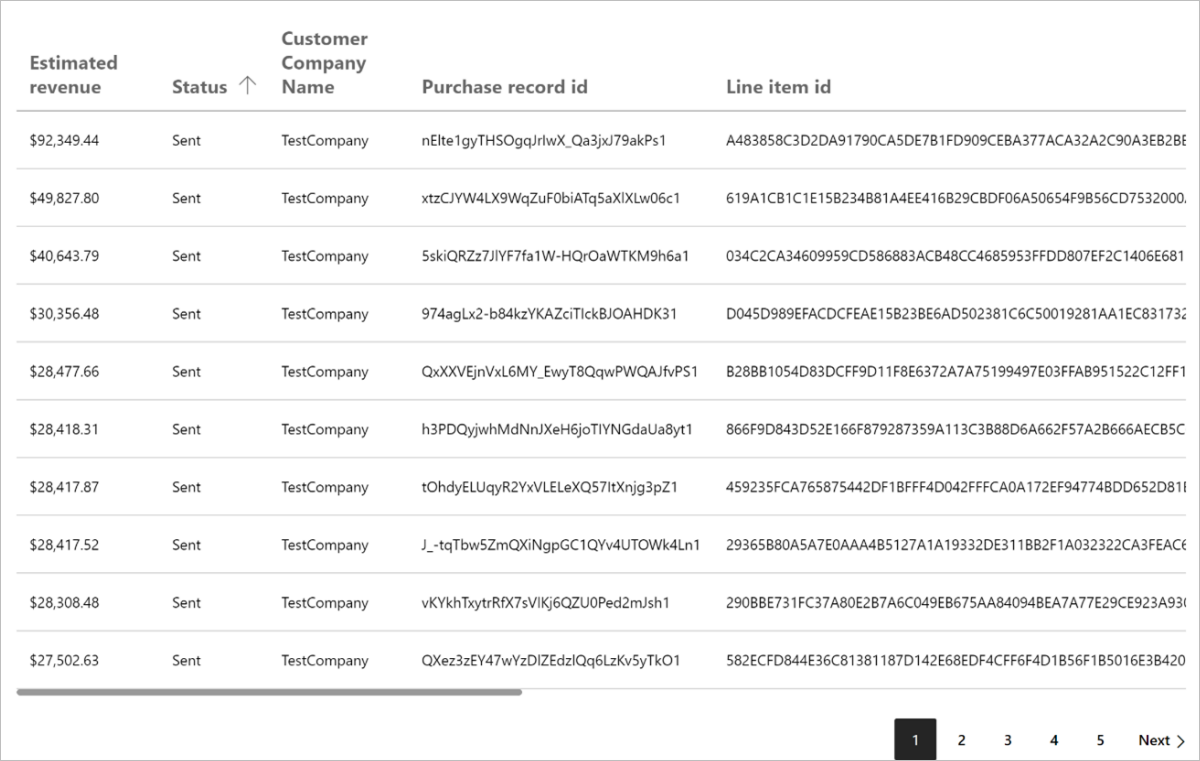 Estimated revenue Status Customer Company Name Purchase record id Line item id
$92,349.44 Sent TestCompany nElte1gyTHSOgqJrIwX_Qa3jxJ79akPs1 A483858C3D2DA91790CA5DE7B1FD909CEBA377ACA32A2C90A3EB2BE
$49,827.80 Sent TestCompany xtzCJYW4LX9WqZuF0biATq5aXlXLw06c1 619A1CB1C1E15B234B81A4EE416B29CBDF06A50654F9B56CD7532000
$40,643.79 Sent TestCompany 5skiQRZz7JlYF7fa1W-HQrOaWTKM9h6a1 034C2CA34609959CD586883ACB48CC4685953FFDD807EF2C1406E681
$30,356.48 Sent TestCompany 974agLx2-b84kzYKAZciTIckBJOAHDK31 D045D989EFACDCFEAE15B23BE6AD502381C6C50019281AA1EC831732
$28,477.66 Sent TestCompany QxXXVEjnVxL6MY_EwyT8QqwPWQAJfvPS1 B28BB1054D83DCFF9D11F8E6372A7A75199497E03FFAB951522C12FF1
$28,418.31 Sent TestCompany h3PDQyjwhMdNnJXeH6joTIYNGdaUa8yt1 866F9D843D52E166F879287359A113C3B88D6A662F57A2B666AECB5C
$28,417.87 Sent TestCompany tOhdyELUqyR2YxVLELeXQ57ItXnjg3pZ1 459235FCA765875442DF1BFFF4D042FFFCA0A172EF94774BDD652D81E
$28,417.52 Sent TestCompany J_-tqTbw5ZmQXiNgpGC1QYv4UTOWk4Ln1 29365B80A5A7E0AAA4B5127A1A19332DE311BB2F1A032322CA3FEAC6
$28,308.48 Sent TestCompany vKYkhTxytrRfX7sVlKj6QZU0Ped2mJsh1 290BBE731FC37A80E2B7A6C049EB675AA84094BEA7A77E29CE923A930
$27,502.63 Sent TestCompany QXez3zEY47wYzDlZEdzlQq6LzKv5yTkO1 582ECFD844E36C81381187D142E68EDF4CFF6F4D1B56F1B5016E3B420
1 2 3 4 5 Next